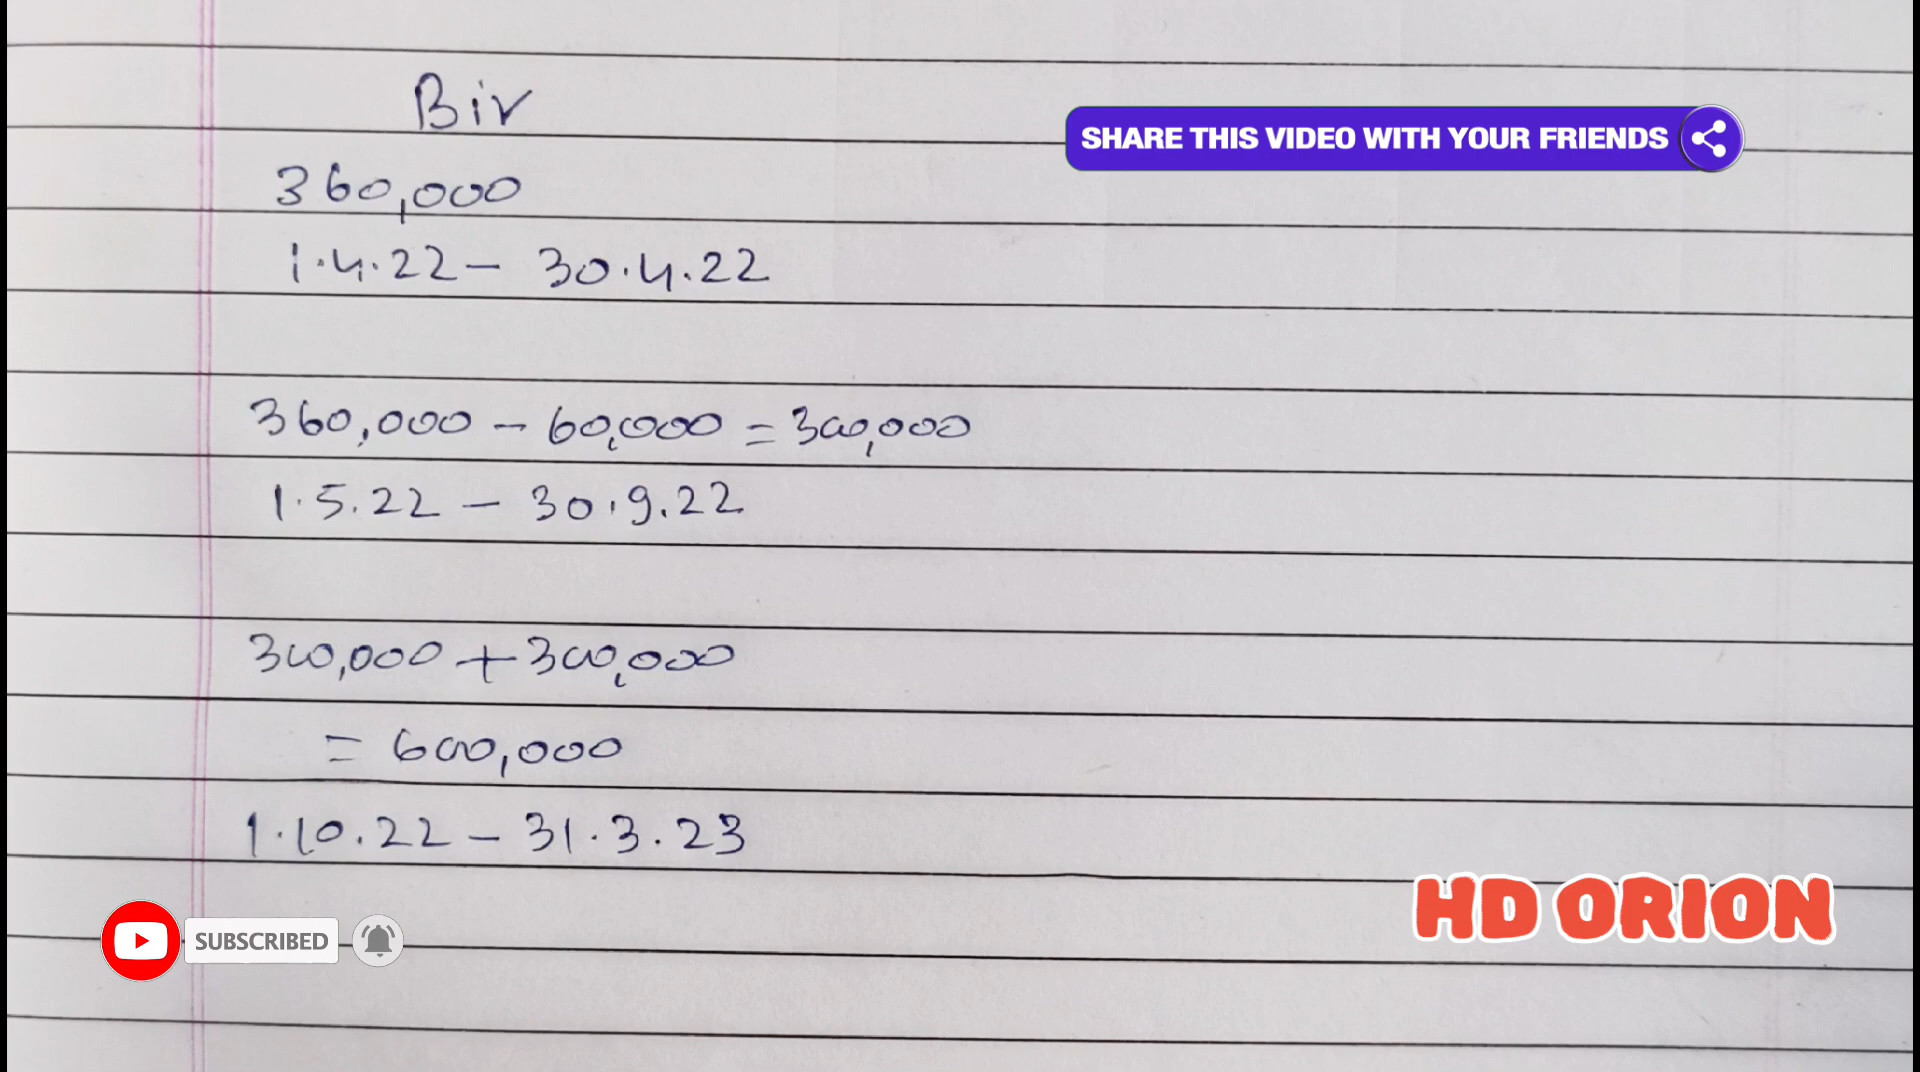 Bir
SHARE THIS VIDEO WITH YOUR FRIENDS
360,000
1.4.22 - 30.4.22
360,000 - 60,000 = 300,000
1.5.22 - 30.9.22
300,000 + 300,000
= 600,000
1.10.22 - 31.3.23
HD ORION
SUBSCRIBED